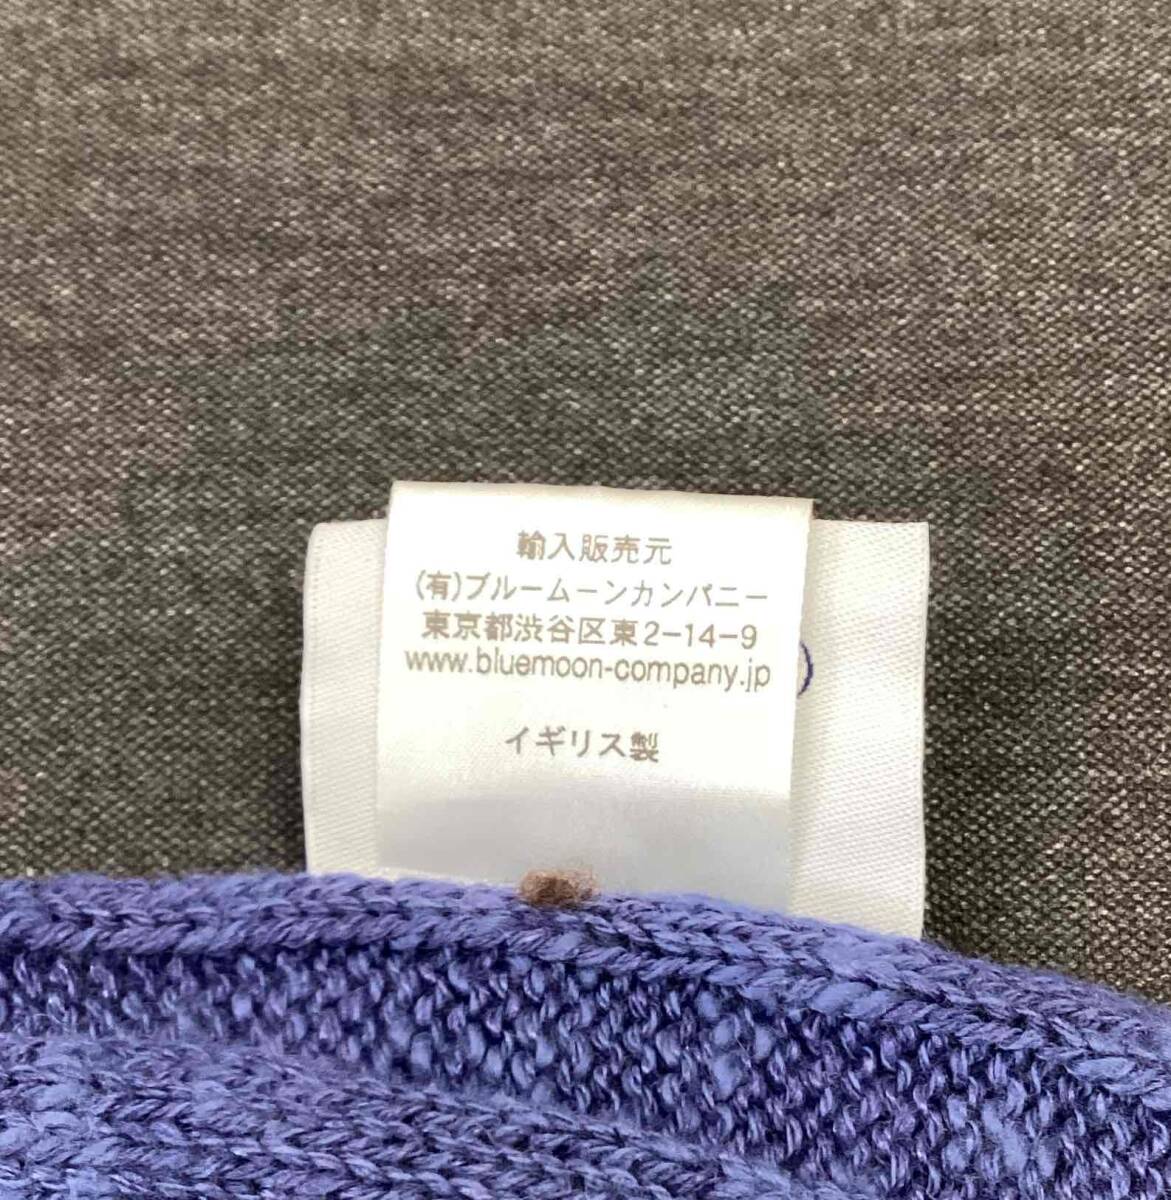 輸入販売元
(有)ブルームーンカンパニー
東京都渋谷区東2-14-9
www.bluemoon-company.jp
イギリス製